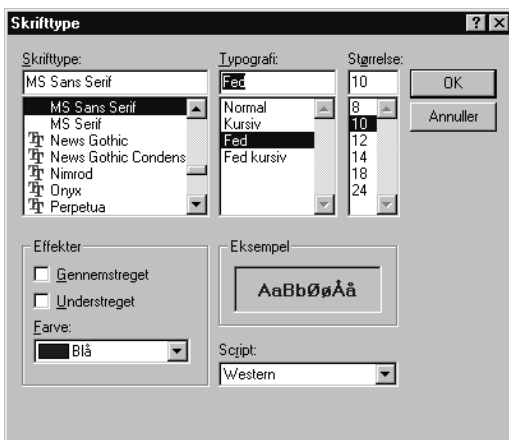 Skrifttype
Skrifttype:
MS Sans Serif
MS Sans Serif
MS Serif
News Gothic
News Gothic Condens
Nimrod
Onyx
Perpetua
Typografi:
Fed
Normal
Kursiv
Fed
Fed kursiv
Størrelse:
10
8
10
12
14
18
24
OK
Annuller
Effekter
Gennemstreget
Understreget
Farve:
Blå
Eksempel
AaBbØøÅå
Script:
Western